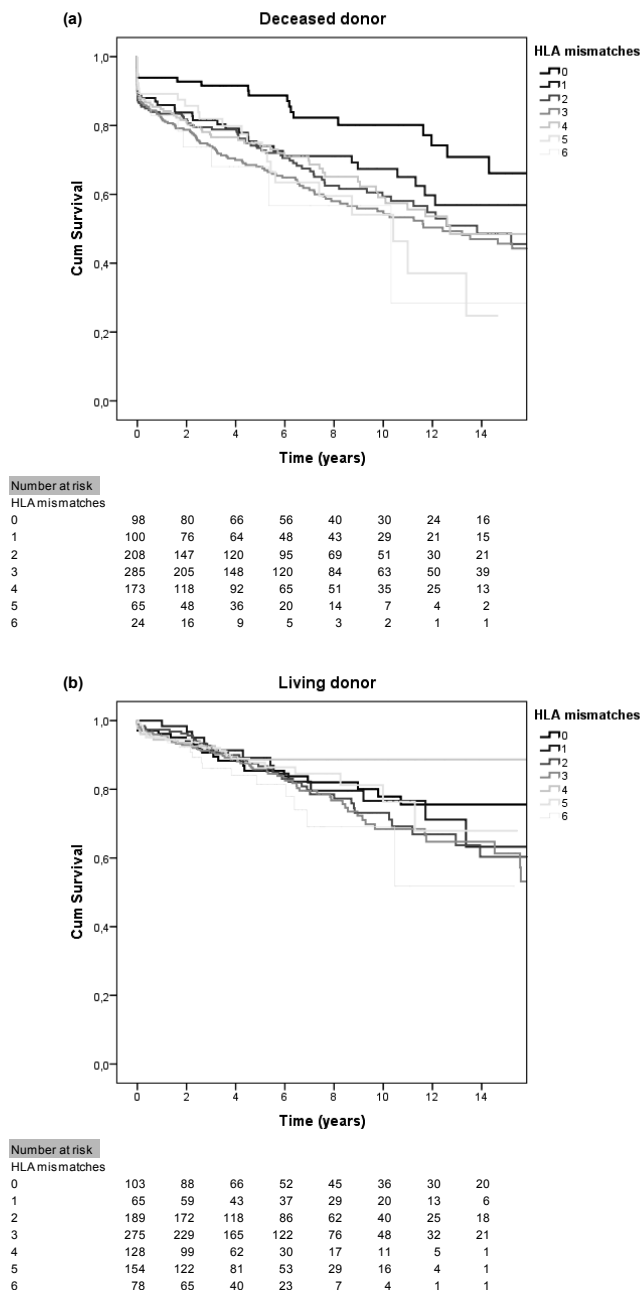 (a) Deceased donor
HLA mismatches
0
1
2
3
4
5
6
1,0
0,8
0,6
0,4
0,2
0,0
Cum Survival
0 2 4 6 8 10 12 14
Time (years)
Number at risk
HLA mismatches
0 98 80 66 56 40 30 24 16
1 100 76 64 48 43 29 21 15
2 208 147 120 95 69 51 30 21
3 285 205 148 120 84 63 50 39
4 173 118 92 65 51 35 25 13
5 65 48 36 20 14 7 4 2
6 24 16 9 5 3 2 1 1
(b) Living donor
HLA mismatches
0
1
2
3
4
5
6
1,0
0,8
0,6
0,4
0,2
0,0
Cum Survival
0 2 4 6 8 10 12 14
Time (years)
Number at risk
HLA mismatches
0 103 88 66 52 45 36 30 20
1 65 59 43 37 29 20 13 6
2 189 172 118 86 62 40 25 18
3 275 229 165 122 76 48 32 21
4 128 99 62 30 17 11 5 1
5 154 122 81 53 29 16 4 1
6 78 65 40 23 7 4 1 1